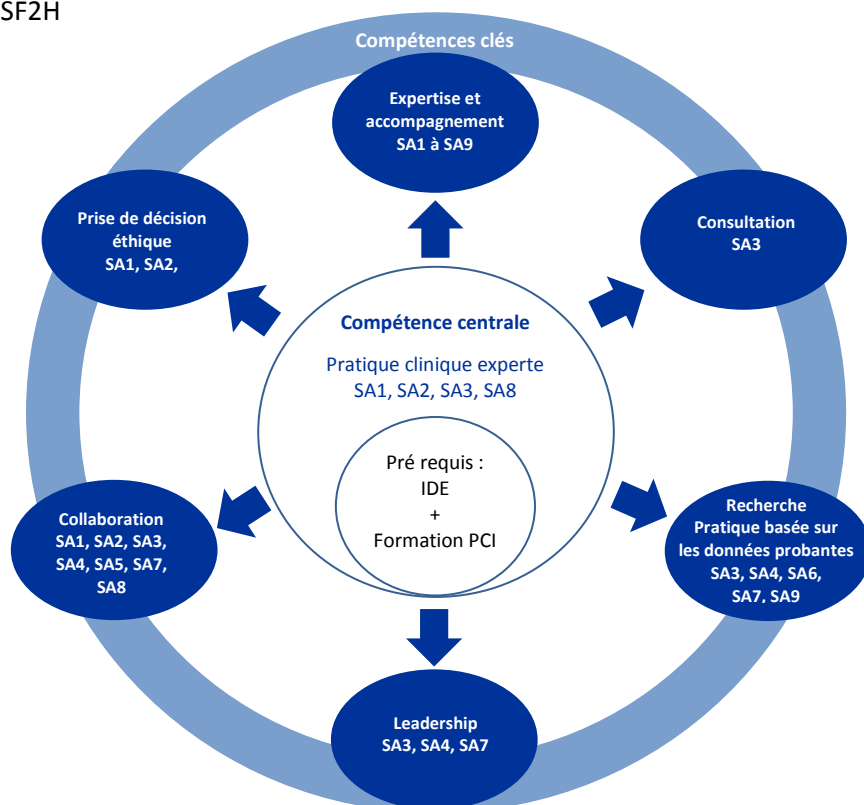 SF2H
Compétences clés
Expertise et
accompagnement
SA1 à SA9
Prise de décision
éthique
SA1, SA2,
Consultation
SA3
Compétence centrale
Pratique clinique experte
SA1, SA2, SA3, SA8
Pré requis :
IDE
+
Formation PCI
Collaboration
SA1, SA2, SA3,
SA4, SA5, SA7,
SA8
Recherche
Pratique basée sur
les données probantes
SA3, SA4, SA6,
SA7, SA9
Leadership
SA3, SA4, SA7